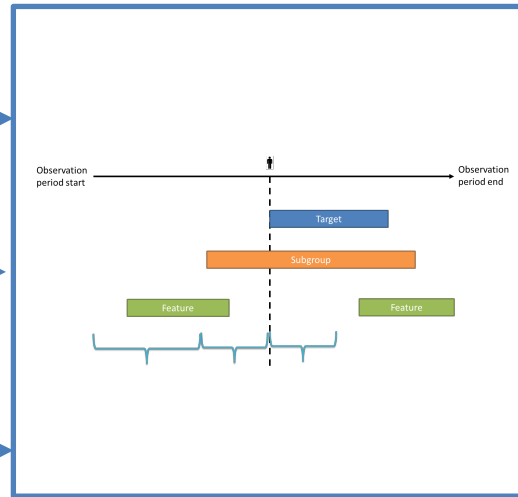 Observation
period start
Observation
period end
Target
Subgroup
Feature
Feature